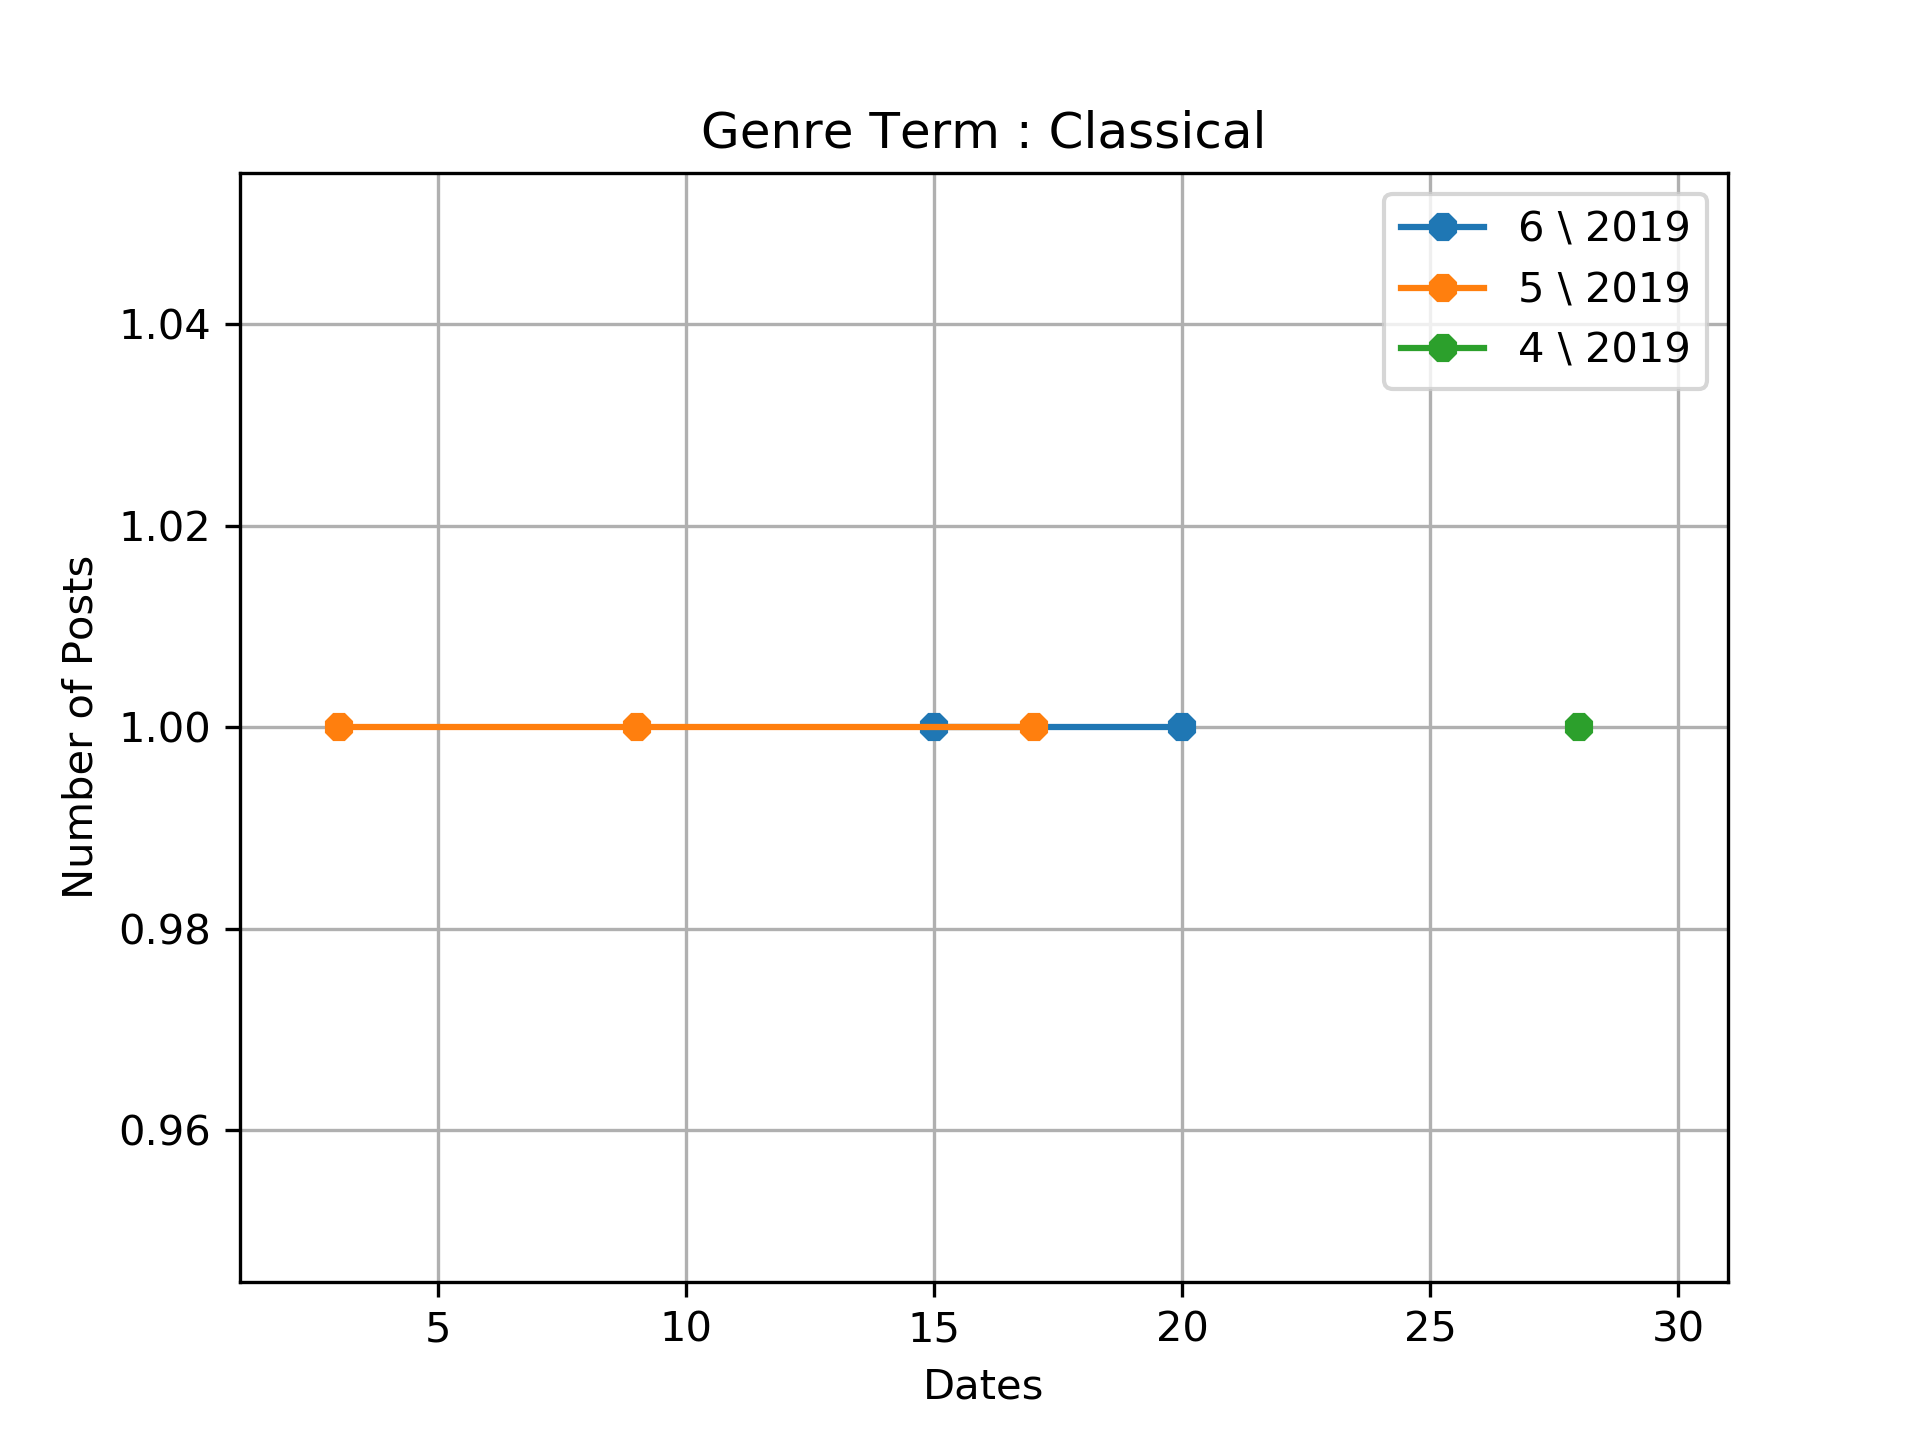 Genre Term : Classical
6 \ 2019
5 \ 2019
4 \ 2019
Number of Posts
1.04
1.02
1.00
0.98
0.96
5 10 15 20 25 30
Dates